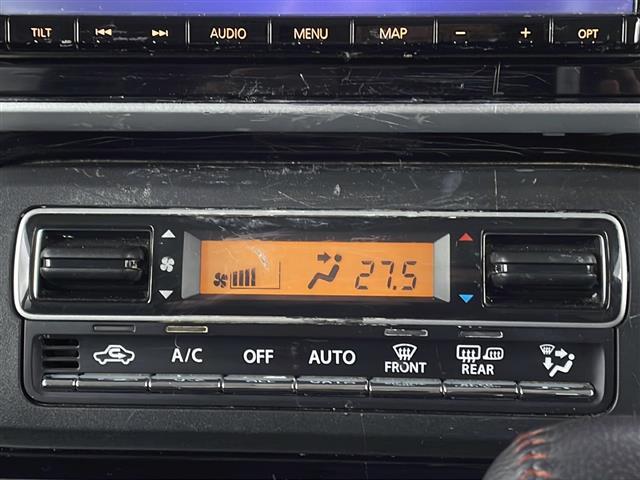 TILT AUDIO MENU MAP − + OPT
27.5
A/C OFF AUTO FRONT REAR